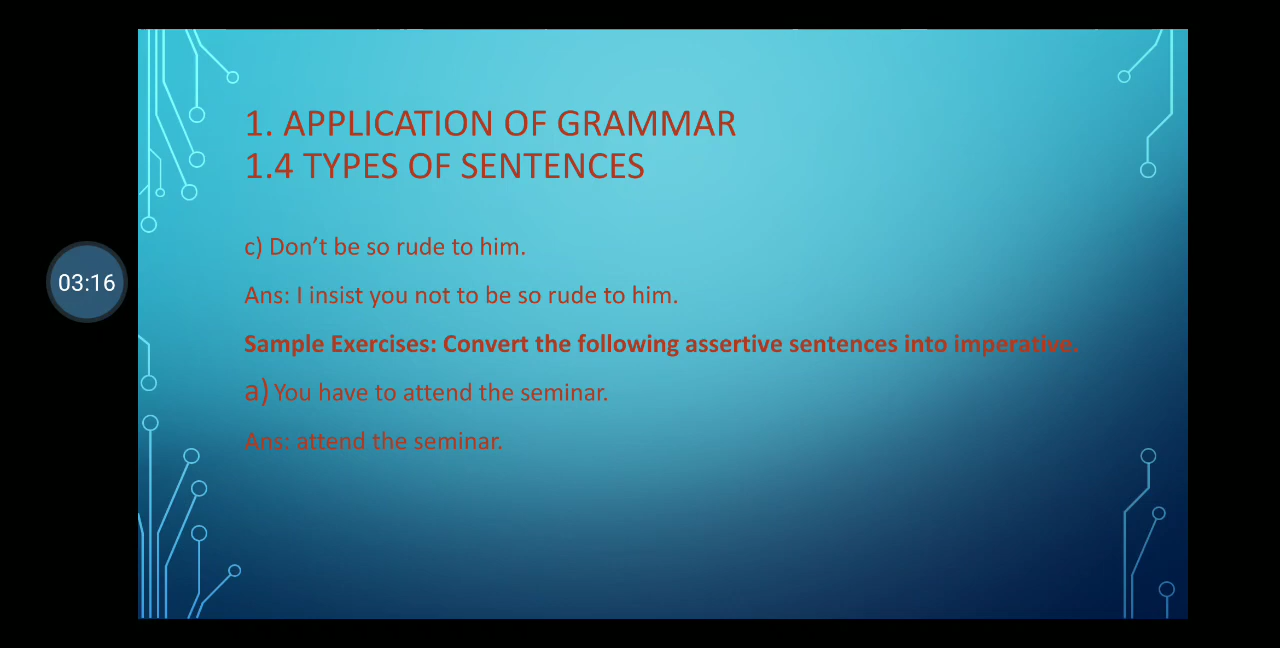 1. APPLICATION OF GRAMMAR
1.4 TYPES OF SENTENCES
c) Don’t be so rude to him.
Ans: I insist you not to be so rude to him.
03:16
Sample Exercises: Convert the following assertive sentences into imperative.
a) You have to attend the seminar.
Ans: attend the seminar.